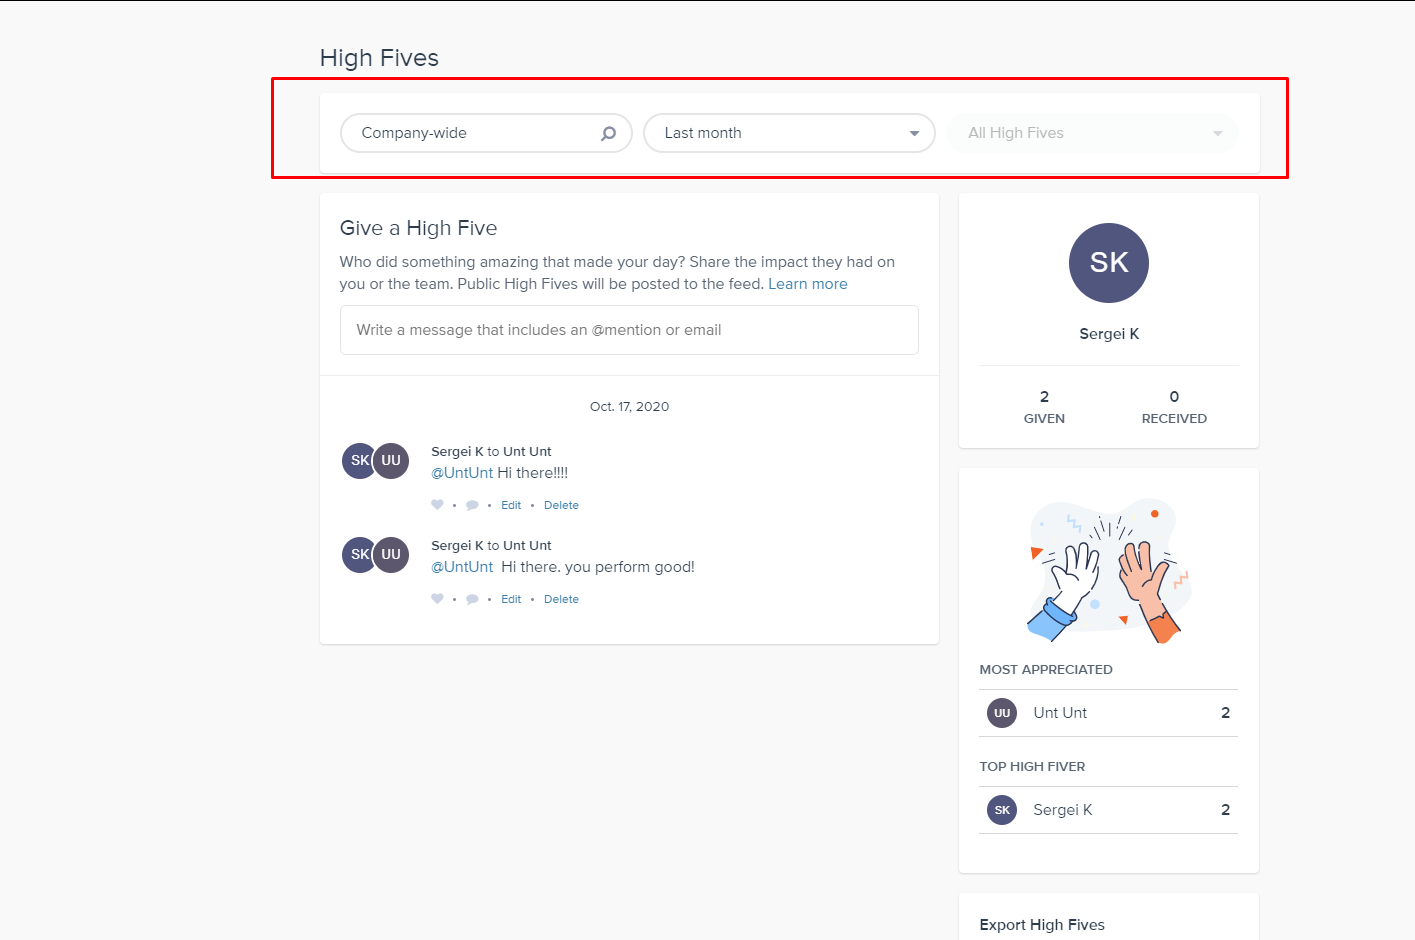 High Fives
Company-wide
Last month
All High Fives
Give a High Five
Who did something amazing that made your day? Share the impact they had on
you or the team. Public High Fives will be posted to the feed. Learn more
Write a message that includes an @mention or email
Oct. 17, 2020
SK UU
Sergei K to Unt Unt
@UntUnt Hi there!!!!
• • Edit • Delete
SK UU
Sergei K to Unt Unt
@UntUnt Hi there. you perform good!
• • Edit • Delete
SK
Sergei K
2 0
GIVEN RECEIVED
MOST APPRECIATED
UU Unt Unt 2
TOP HIGH FIVER
SK Sergei K 2
Export High Fives